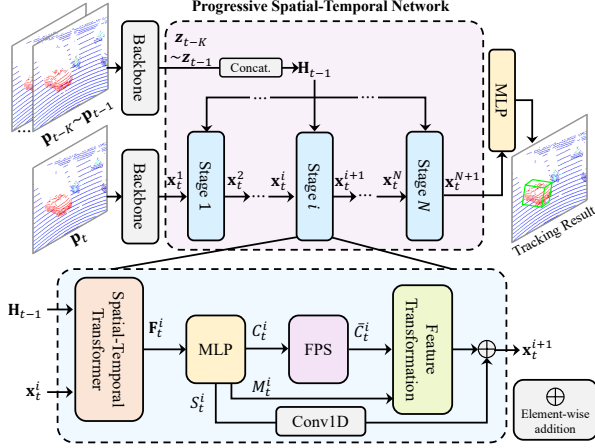 Progressive Spatial-Temporal Network
Backbone
z_{t-K}
~z_{t-1}
Concat.
H_{t-1}
p_{t-K}~p_{t-1}
MLP
Backbone
x_t^1
Stage 1
x_t^2
...
x_t^i
Stage i
x_t^{i+1}
...
x_t^N
Stage N
x_t^{N+1}
p_t
Tracking Result
H_{t-1}
x_t^i
Spatial-Temporal
Transformer
F_t^i
MLP
C_t^i
FPS
C̄_t^i
Feature
Transformation
x_t^{i+1}
S_t^i
M_t^i
Conv1D
⊕
Element-wise
addition